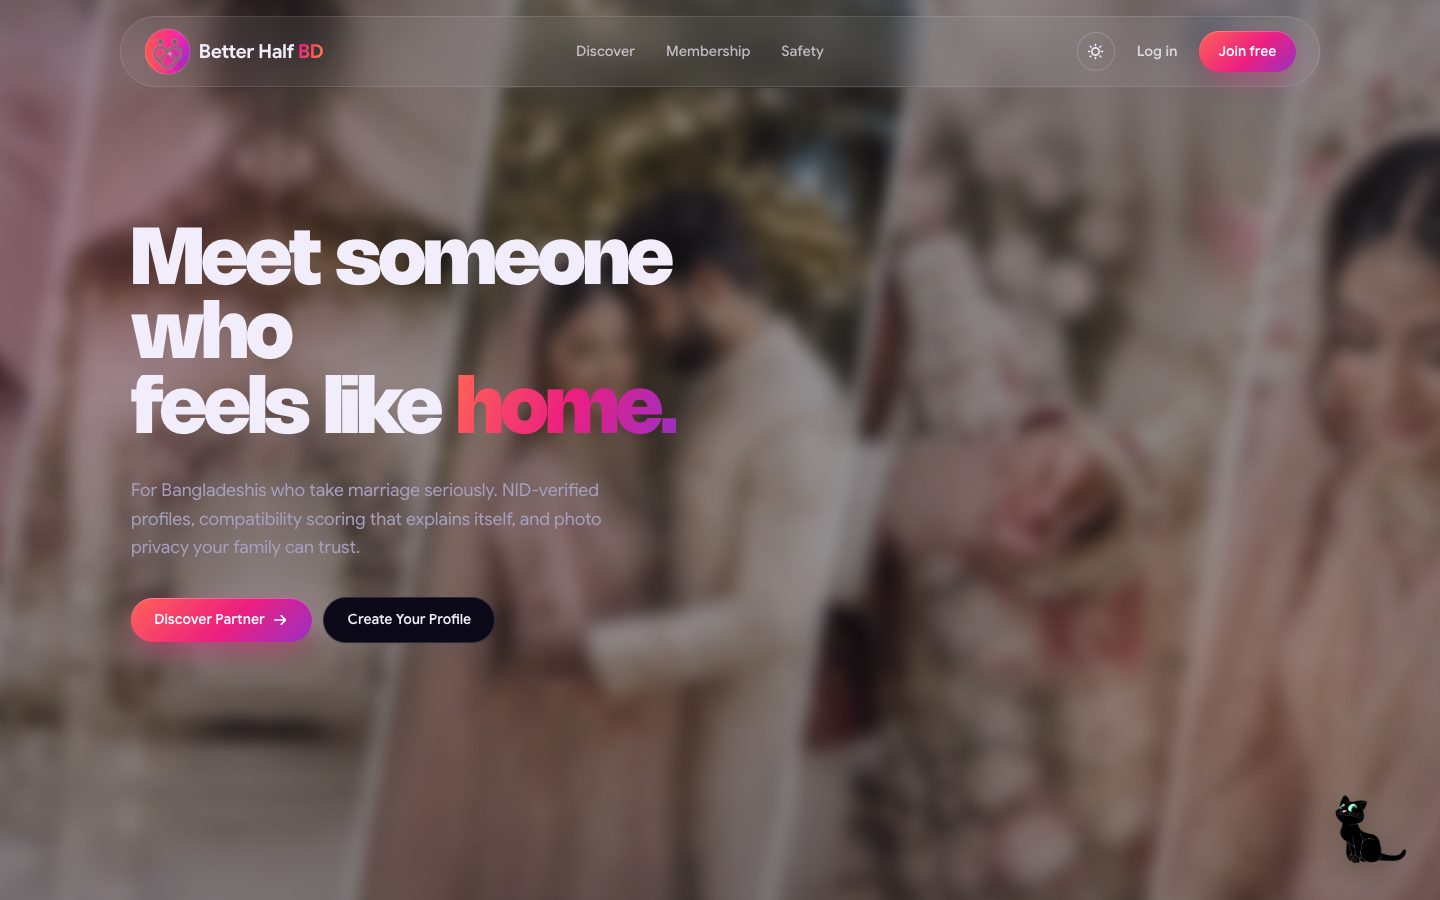 Better Half BD
Discover
Membership
Safety
Log in
Join free
Meet someone
who
feels like home.
For Bangladeshis who take marriage seriously. NID-verified
profiles, compatibility scoring that explains itself, and photo
privacy your family can trust.
Discover Partner
Create Your Profile